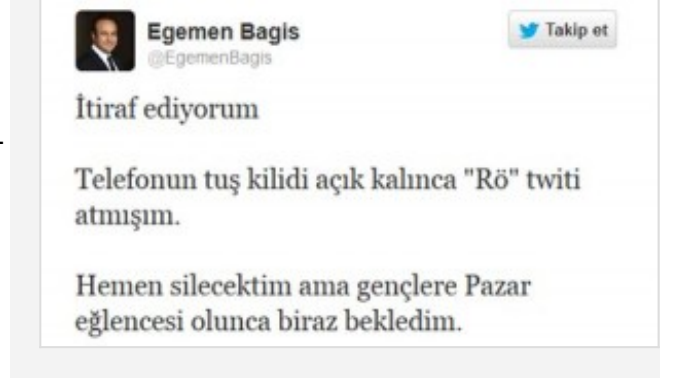 Egemen Bagis
Takip et
@EgemenBagis
İtiraf ediyorum
Telefonun tuş kilidi açık kalınca "Rö" twiti
atmışım.
Hemen silecektim ama gençlere Pazar
eğlencesi olunca biraz bekledim.